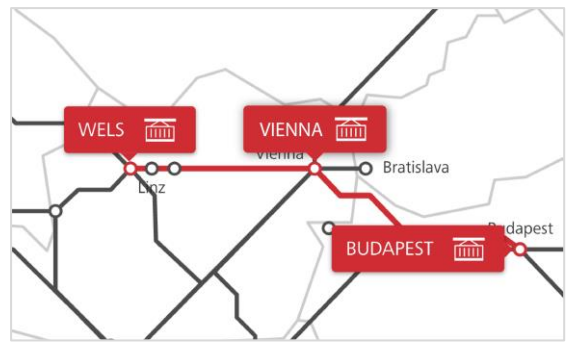 WELS
VIENNA
Vienna
Bratislava
Linz
Budapest
BUDAPEST